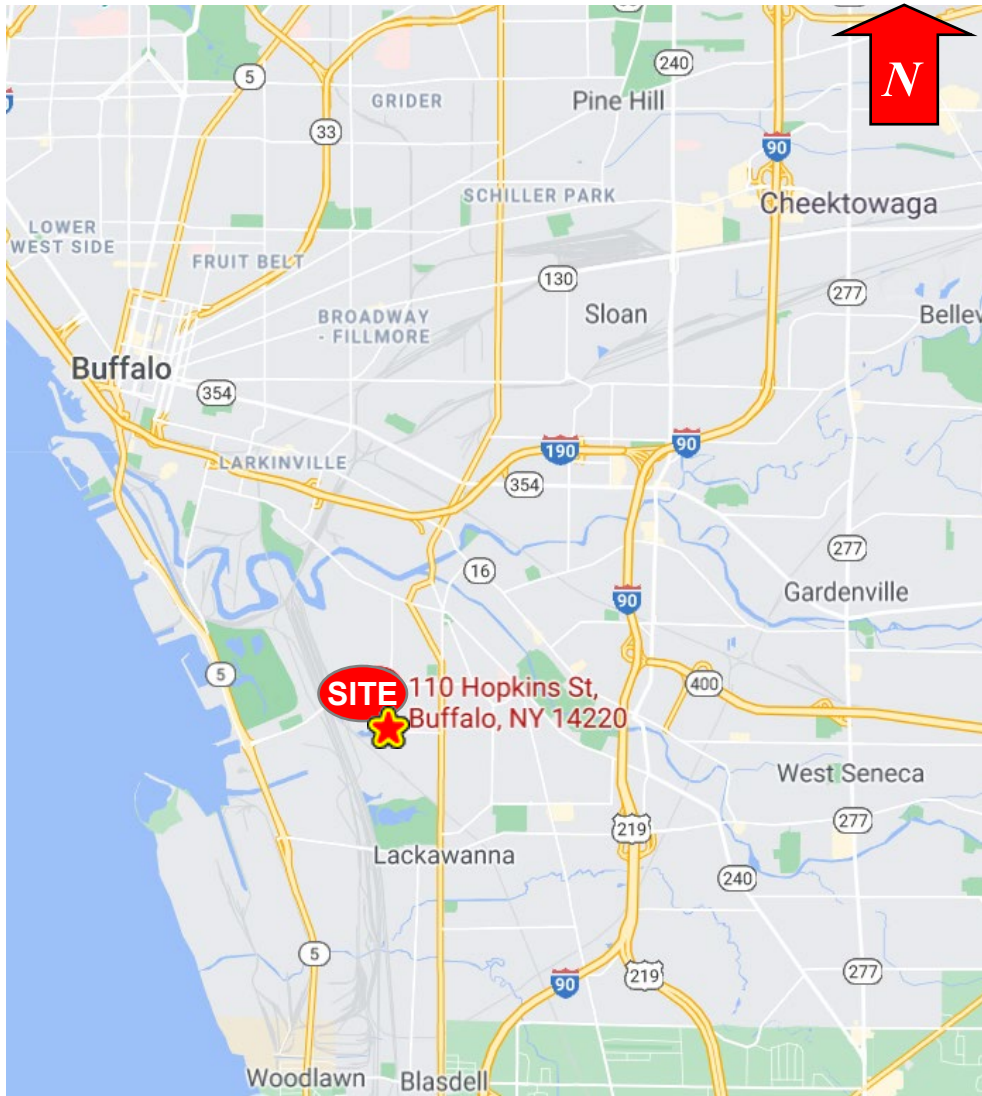 5
240
N
GRIDER
Pine Hill
33
90
SCHILLER PARK
Cheektowaga
LOWER
WEST SIDE
FRUIT BELT
130
277
BROADWAY
- FILLMORE
Sloan
Bellev
Buffalo
354
190
90
LARKINVILLE
354
16
277
90
Gardenville
5
SITE
110 Hopkins St,
Buffalo, NY 14220
400
West Seneca
219
277
Lackawanna
240
5
90
219
277
Woodlawn
Blasdell